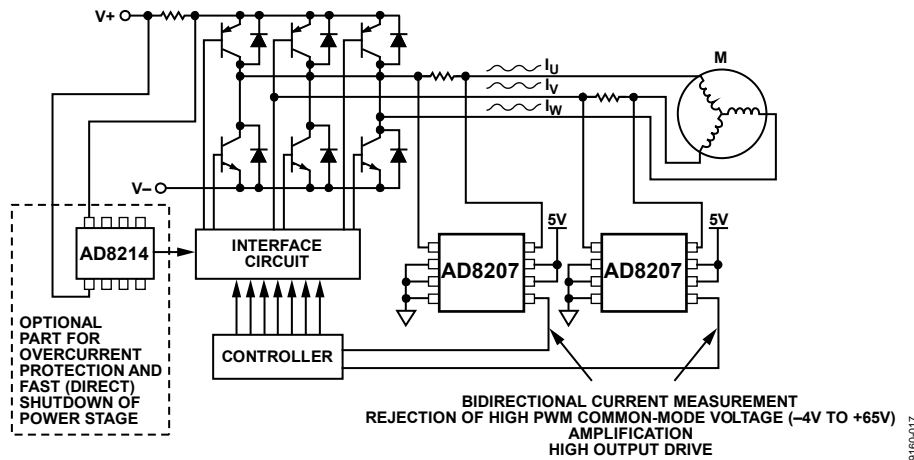 V+
M
IU
IV
IW
V–
5V
5V
AD8214
INTERFACE
CIRCUIT
AD8207
AD8207
OPTIONAL
PART FOR
OVERCURRENT
PROTECTION AND
FAST (DIRECT)
SHUTDOWN OF
POWER STAGE
CONTROLLER
BIDIRECTIONAL CURRENT MEASUREMENT
REJECTION OF HIGH PWM COMMON-MODE VOLTAGE (–4V TO +65V)
AMPLIFICATION
HIGH OUTPUT DRIVE
09160-017